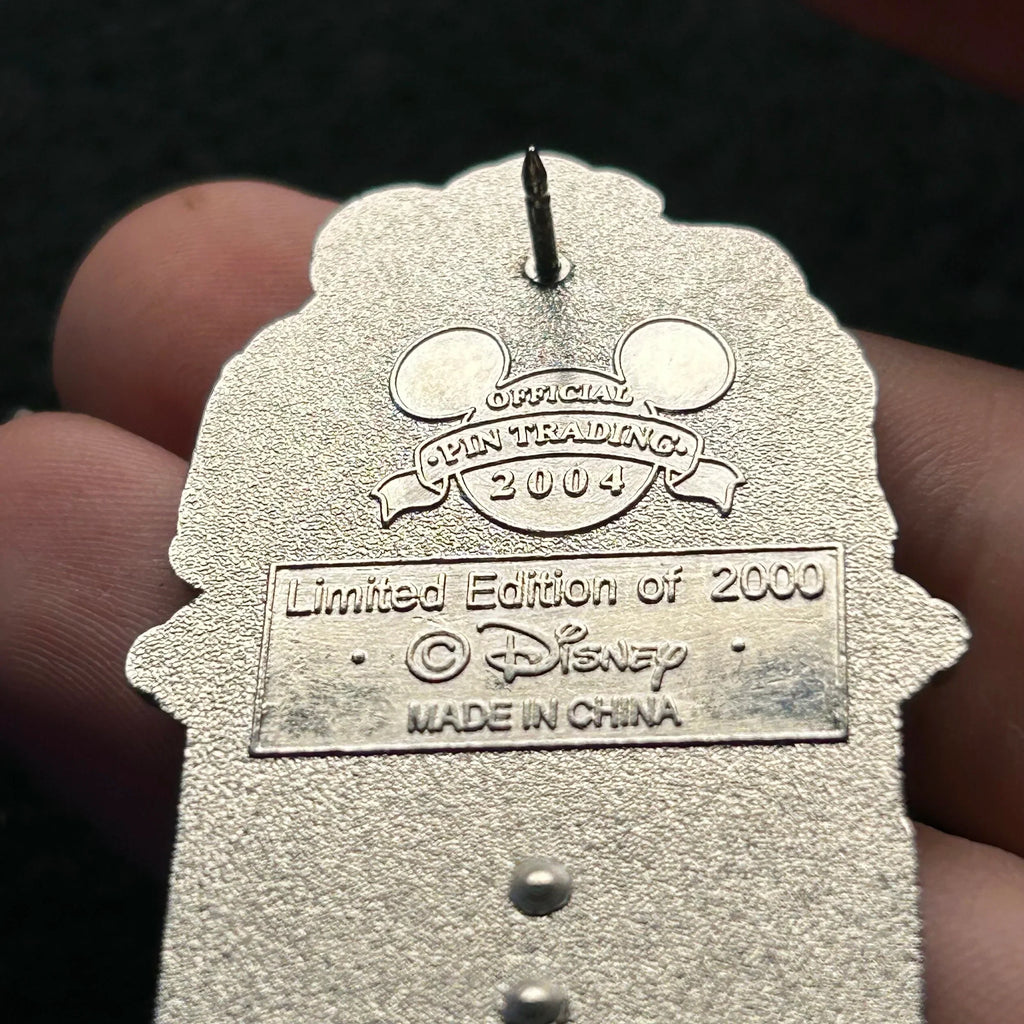 OFFICIAL
·PIN TRADING·
2004
Limited Edition of 2000
· © Disney ·
MADE IN CHINA